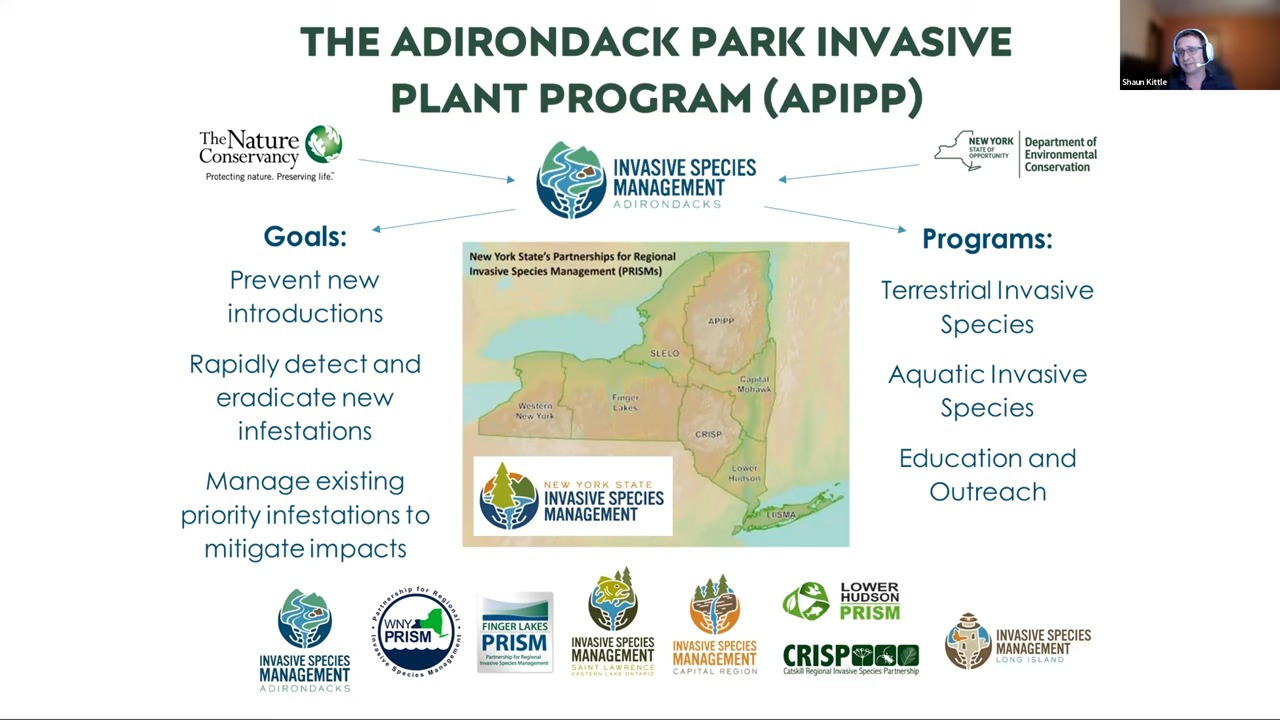 THE ADIRONDACK PARK INVASIVE
PLANT PROGRAM (APIPP)
Shaun Kittle
The Nature
Conservancy
Protecting nature. Preserving life.™
INVASIVE SPECIES
MANAGEMENT
ADIRONDACKS
NEW YORK
STATE OF
OPPORTUNITY
Department of
Environmental
Conservation
Goals:
Prevent new
introductions
Rapidly detect and
eradicate new
infestations
Manage existing
priority infestations to
mitigate impacts
New York State's Partnerships for Regional
Invasive Species Management (PRISMs)
APIPP
SLELO
Capital
Mohawk
Finger
Lakes
Western
New York
CRISP
Lower
Hudson
LIISMA
NEW YORK STATE
INVASIVE SPECIES
MANAGEMENT
Programs:
Terrestrial Invasive
Species
Aquatic Invasive
Species
Education and
Outreach
INVASIVE SPECIES
MANAGEMENT
ADIRONDACKS
Partnership for Regional
WNY
PRISM
Invasive Species Management
FINGER LAKES
PRISM
Partnership for Regional
Invasive Species Management
INVASIVE SPECIES
MANAGEMENT
SAINT LAWRENCE
EASTERN LAKE ONTARIO
INVASIVE SPECIES
MANAGEMENT
CAPITAL REGION
LOWER
HUDSON
PRISM
CRISP
Catskill Regional Invasive Species Partnership
INVASIVE SPECIES
MANAGEMENT
LONG ISLAND